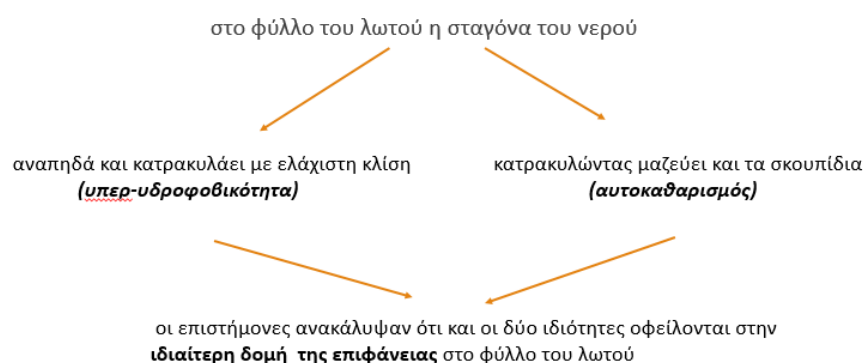 στο φύλλο του λωτού η σταγόνα του νερού
αναπηδά και κατρακυλάει με ελάχιστη κλίση
(υπερ-υδροφοβικότητα)
κατρακυλώντας μαζεύει και τα σκουπίδια
(αυτοκαθαρισμός)
οι επιστήμονες ανακάλυψαν ότι και οι δύο ιδιότητες οφείλονται στην
ιδιαίτερη δομή της επιφάνειας στο φύλλο του λωτού